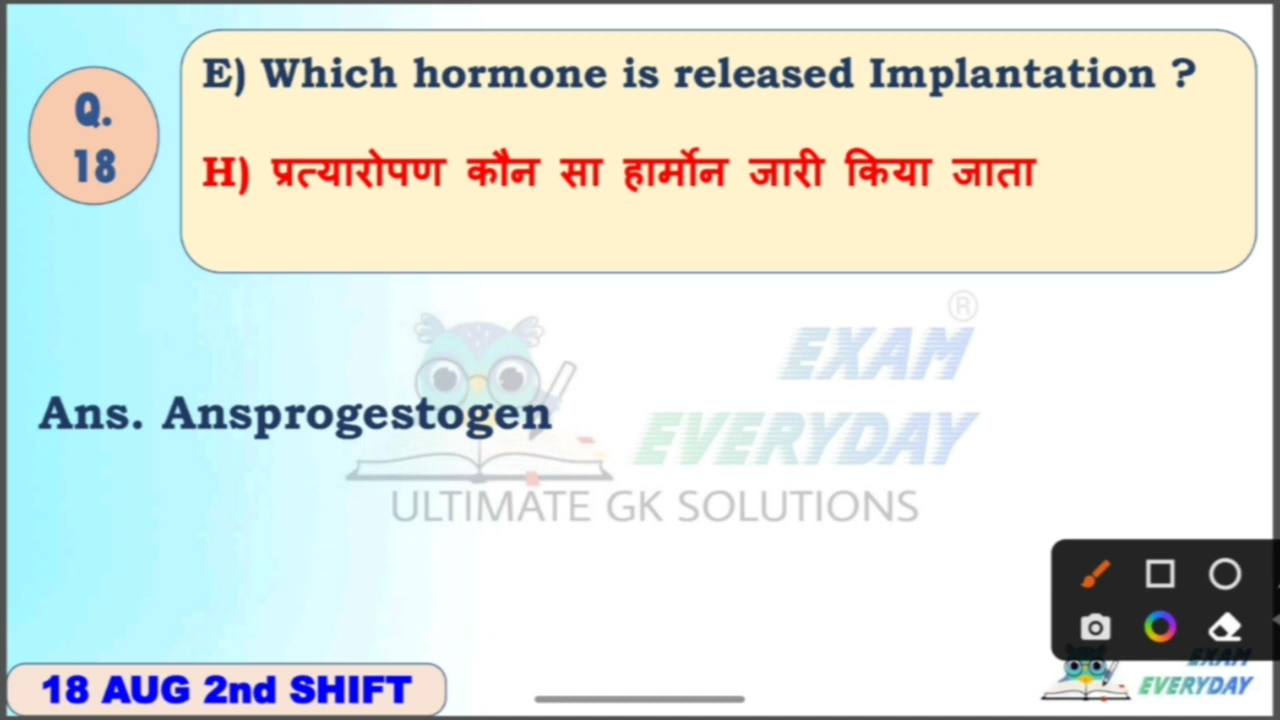 Q.
18
E) Which hormone is released Implantation ?
H) प्रत्यारोपण कौन सा हार्मोन जारी किया जाता
®
EXAM
EVERYDAY
Ans. Ansprogestogen
ULTIMATE GK SOLUTIONS
18 AUG 2nd SHIFT
EXAM
EVERYDAY